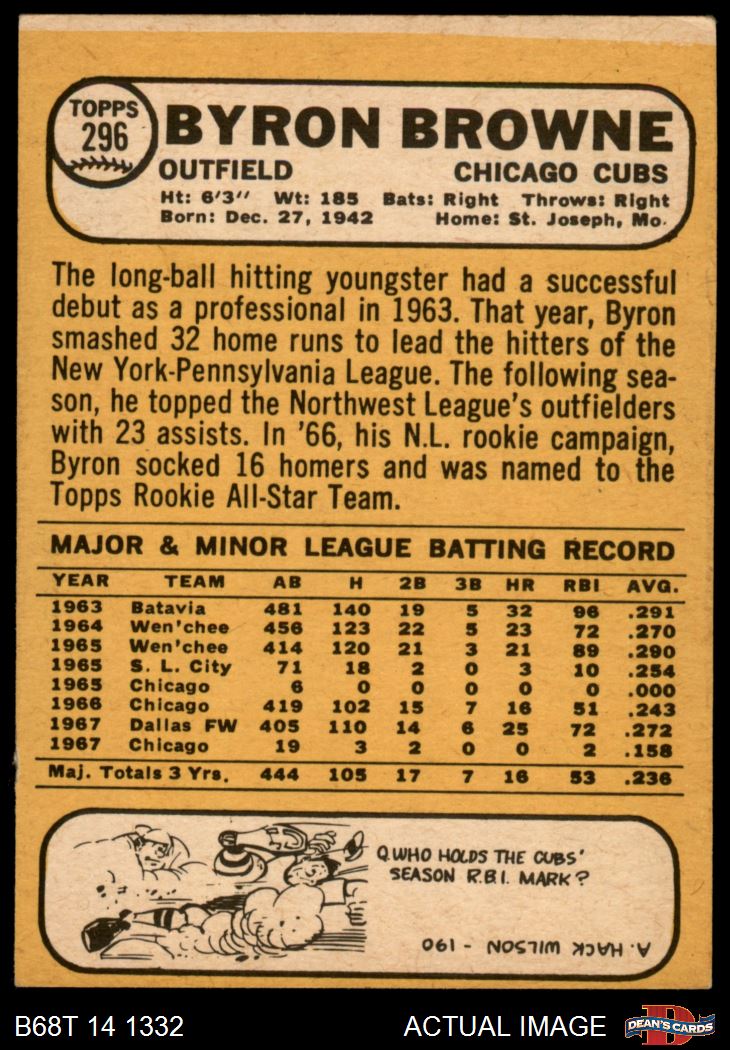 TOPPS
296
BYRON BROWNE
OUTFIELD CHICAGO CUBS
Ht: 6'3'' Wt: 185 Bats: Right Throws: Right
Born: Dec. 27, 1942 Home: St. Joseph, Mo.
The long-ball hitting youngster had a successful
debut as a professional in 1963. That year, Byron
smashed 32 home runs to lead the hitters of the
New York-Pennsylvania League. The following sea-
son, he topped the Northwest League's outfielders
with 23 assists. In '66, his N.L. rookie campaign,
Byron socked 16 homers and was named to the
Topps Rookie All-Star Team.
MAJOR & MINOR LEAGUE BATTING RECORD
YEAR TEAM AB H 2B 3B HR RBI AVG.
1963 Batavia 481 140 19 5 32 96 .291
1964 Wen'chee 456 123 22 5 23 72 .270
1965 Wen'chee 414 120 21 3 21 89 .290
1965 S. L. City 71 18 2 0 3 10 .254
1965 Chicago 6 0 0 0 0 0 .000
1966 Chicago 419 102 15 7 16 51 .243
1967 Dallas FW 405 110 14 6 25 72 .272
1967 Chicago 19 3 2 0 0 2 .158
Maj. Totals 3 Yrs. 444 105 17 7 16 53 .236
Q. WHO HOLDS THE CUBS'
SEASON R.B.I. MARK?
A. HACK WILSON - 190
B68T 14 1332 ACTUAL IMAGE
D
DEAN'S CARDS